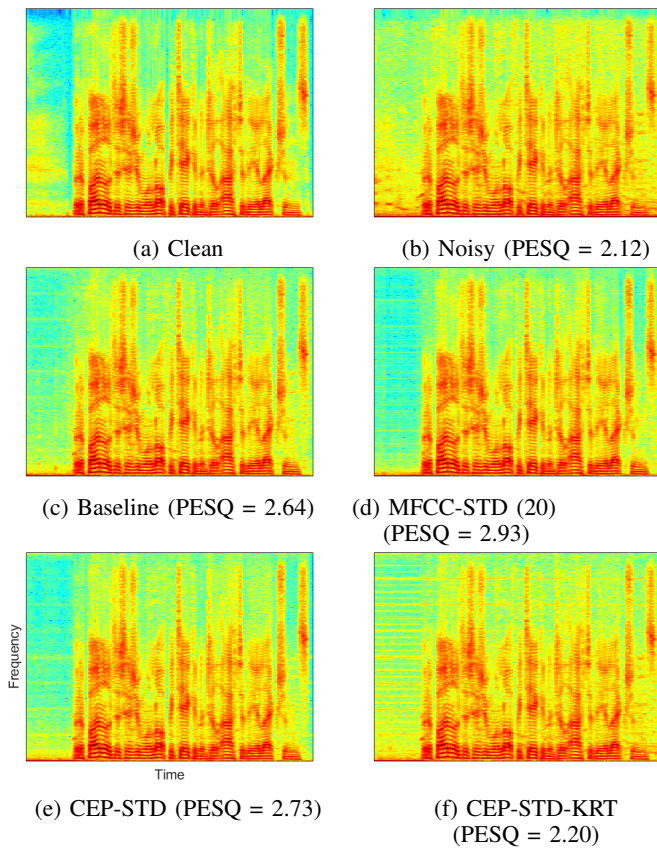 (a) Clean
(b) Noisy (PESQ = 2.12)
(c) Baseline (PESQ = 2.64)
(d) MFCC-STD (20)
(PESQ = 2.93)
Frequency
Time
(e) CEP-STD (PESQ = 2.73)
(f) CEP-STD-KRT
(PESQ = 2.20)